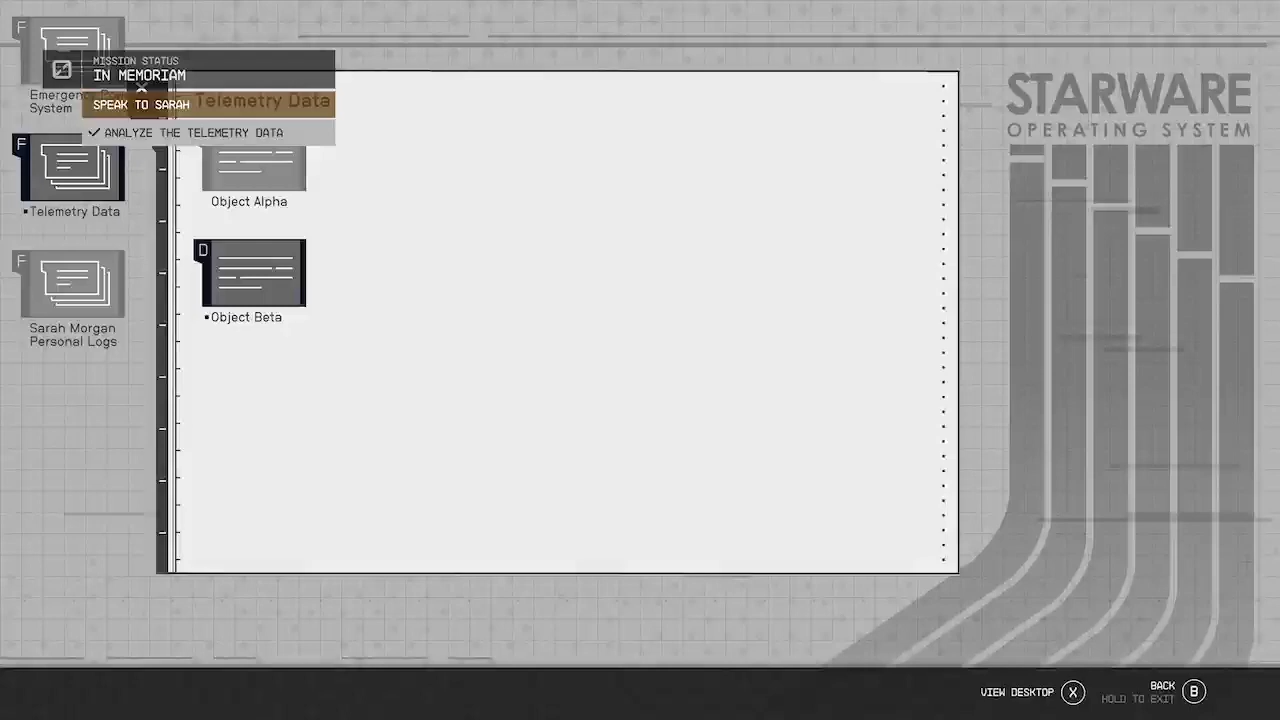 F
MISSION STATUS
IN MEMORIAM
Emergency
System
SPEAK TO SARAH
Telemetry Data
ANALYZE THE TELEMETRY DATA
F
Telemetry Data
Object Alpha
D
Object Beta
F
Sarah Morgan
Personal Logs
STARWARE
OPERATING SYSTEM
VIEW DESKTOP X
BACK
HOLD TO EXIT
B